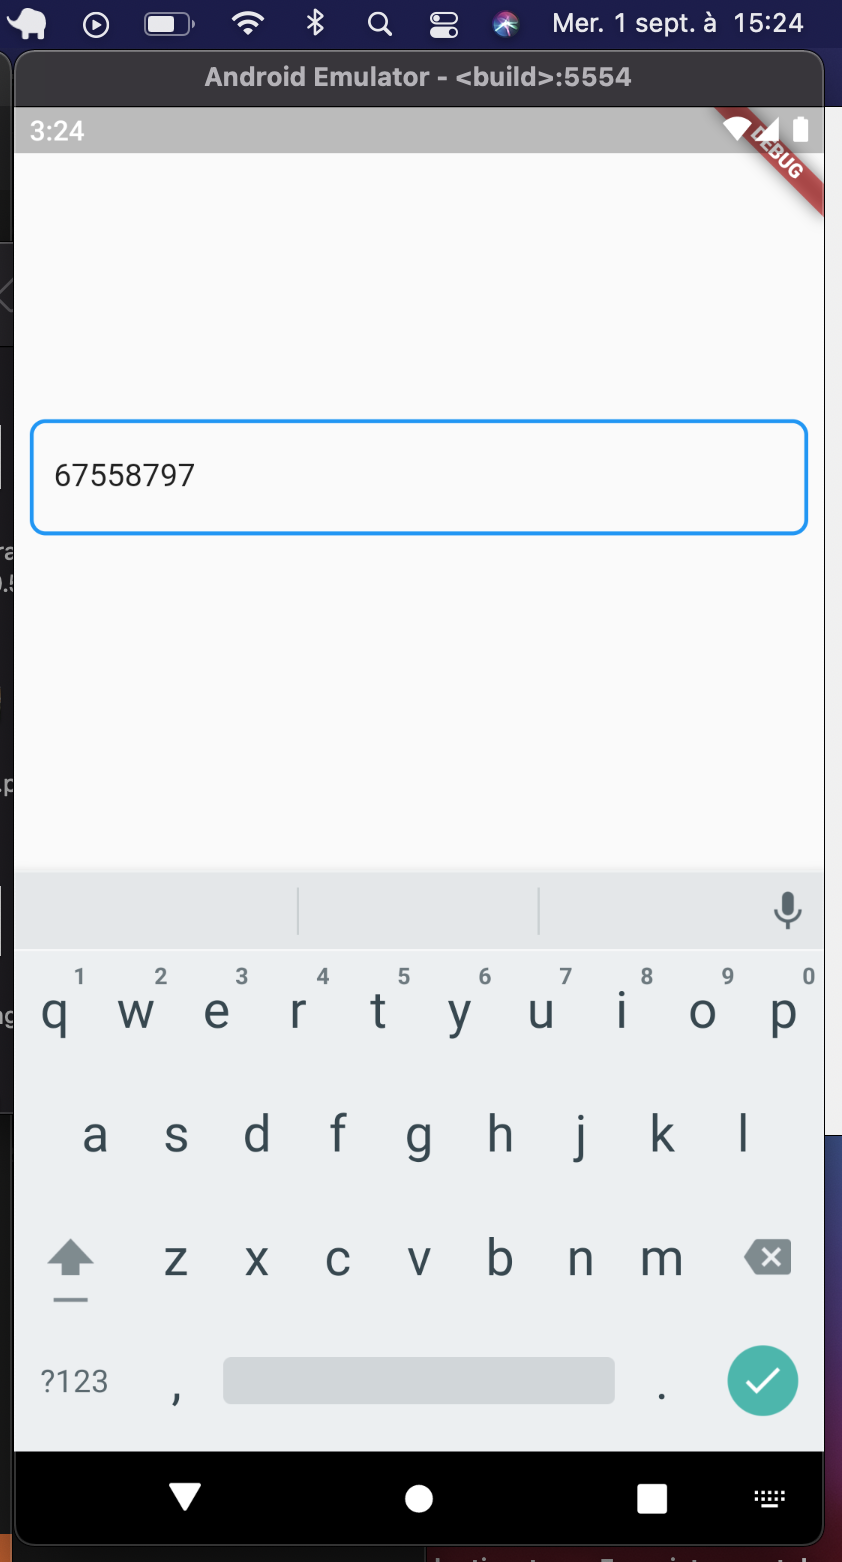 Mer. 1 sept. à 15:24
Android Emulator - <build>:5554
3:24
DEBUG
67558797
1 2 3 4 5 6 7 8 9 0
q w e r t y u i o p
a s d f g h j k l
z x c v b n m
?123 , .